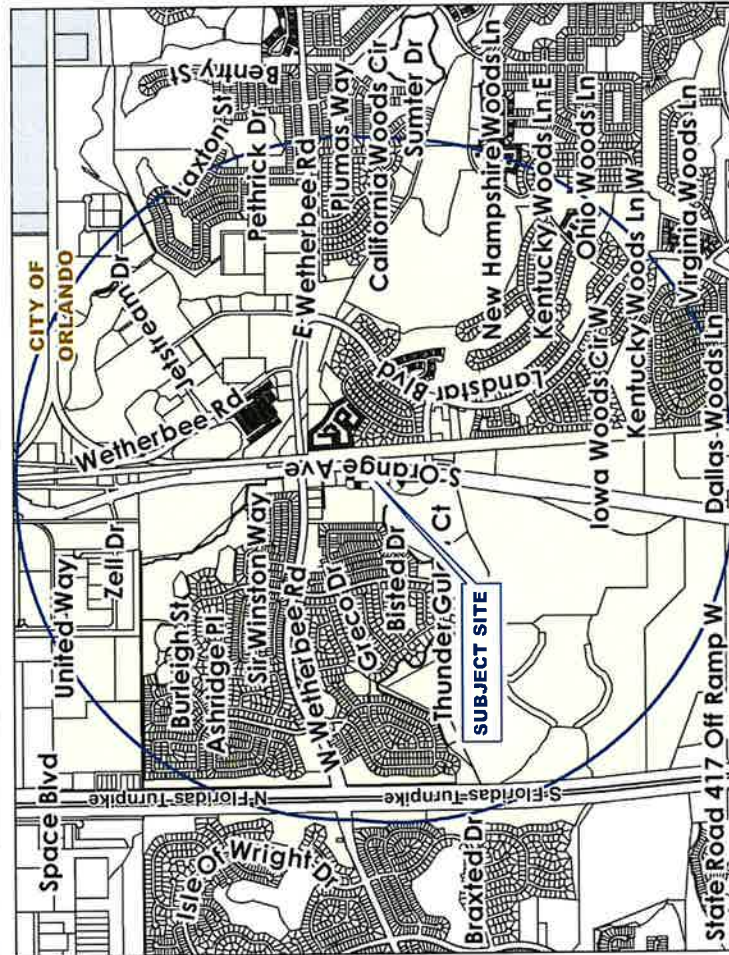 CITY OF
ORLANDO
Space Blvd
United Way
Zell Dr
Wetherbee Rd
Jetstream Dr
Laxton St
Bentry St
Pethrick Dr
Burleigh St
Ashridge Pl
Sir Winston Way
W Wetherbee Rd
E Wetherbee Rd
Plumas Way
California Woods Cir
Sumter Dr
Isle Of Wright Dr
N Floridas Turnpike
S Floridas Turnpike
Greco Dr
Bisted Dr
Thunder Gul
Ct
S Orange Ave
Landstar Blvd
New Hampshire Woods Ln
Kentucky Woods Ln E
Ohio Woods Ln
Braxted Dr
SUBJECT SITE
Iowa Woods Cir W
Kentucky Woods Ln W
Virginia Woods Ln
Dallas Woods Ln
State Road 417 Off Ramp W